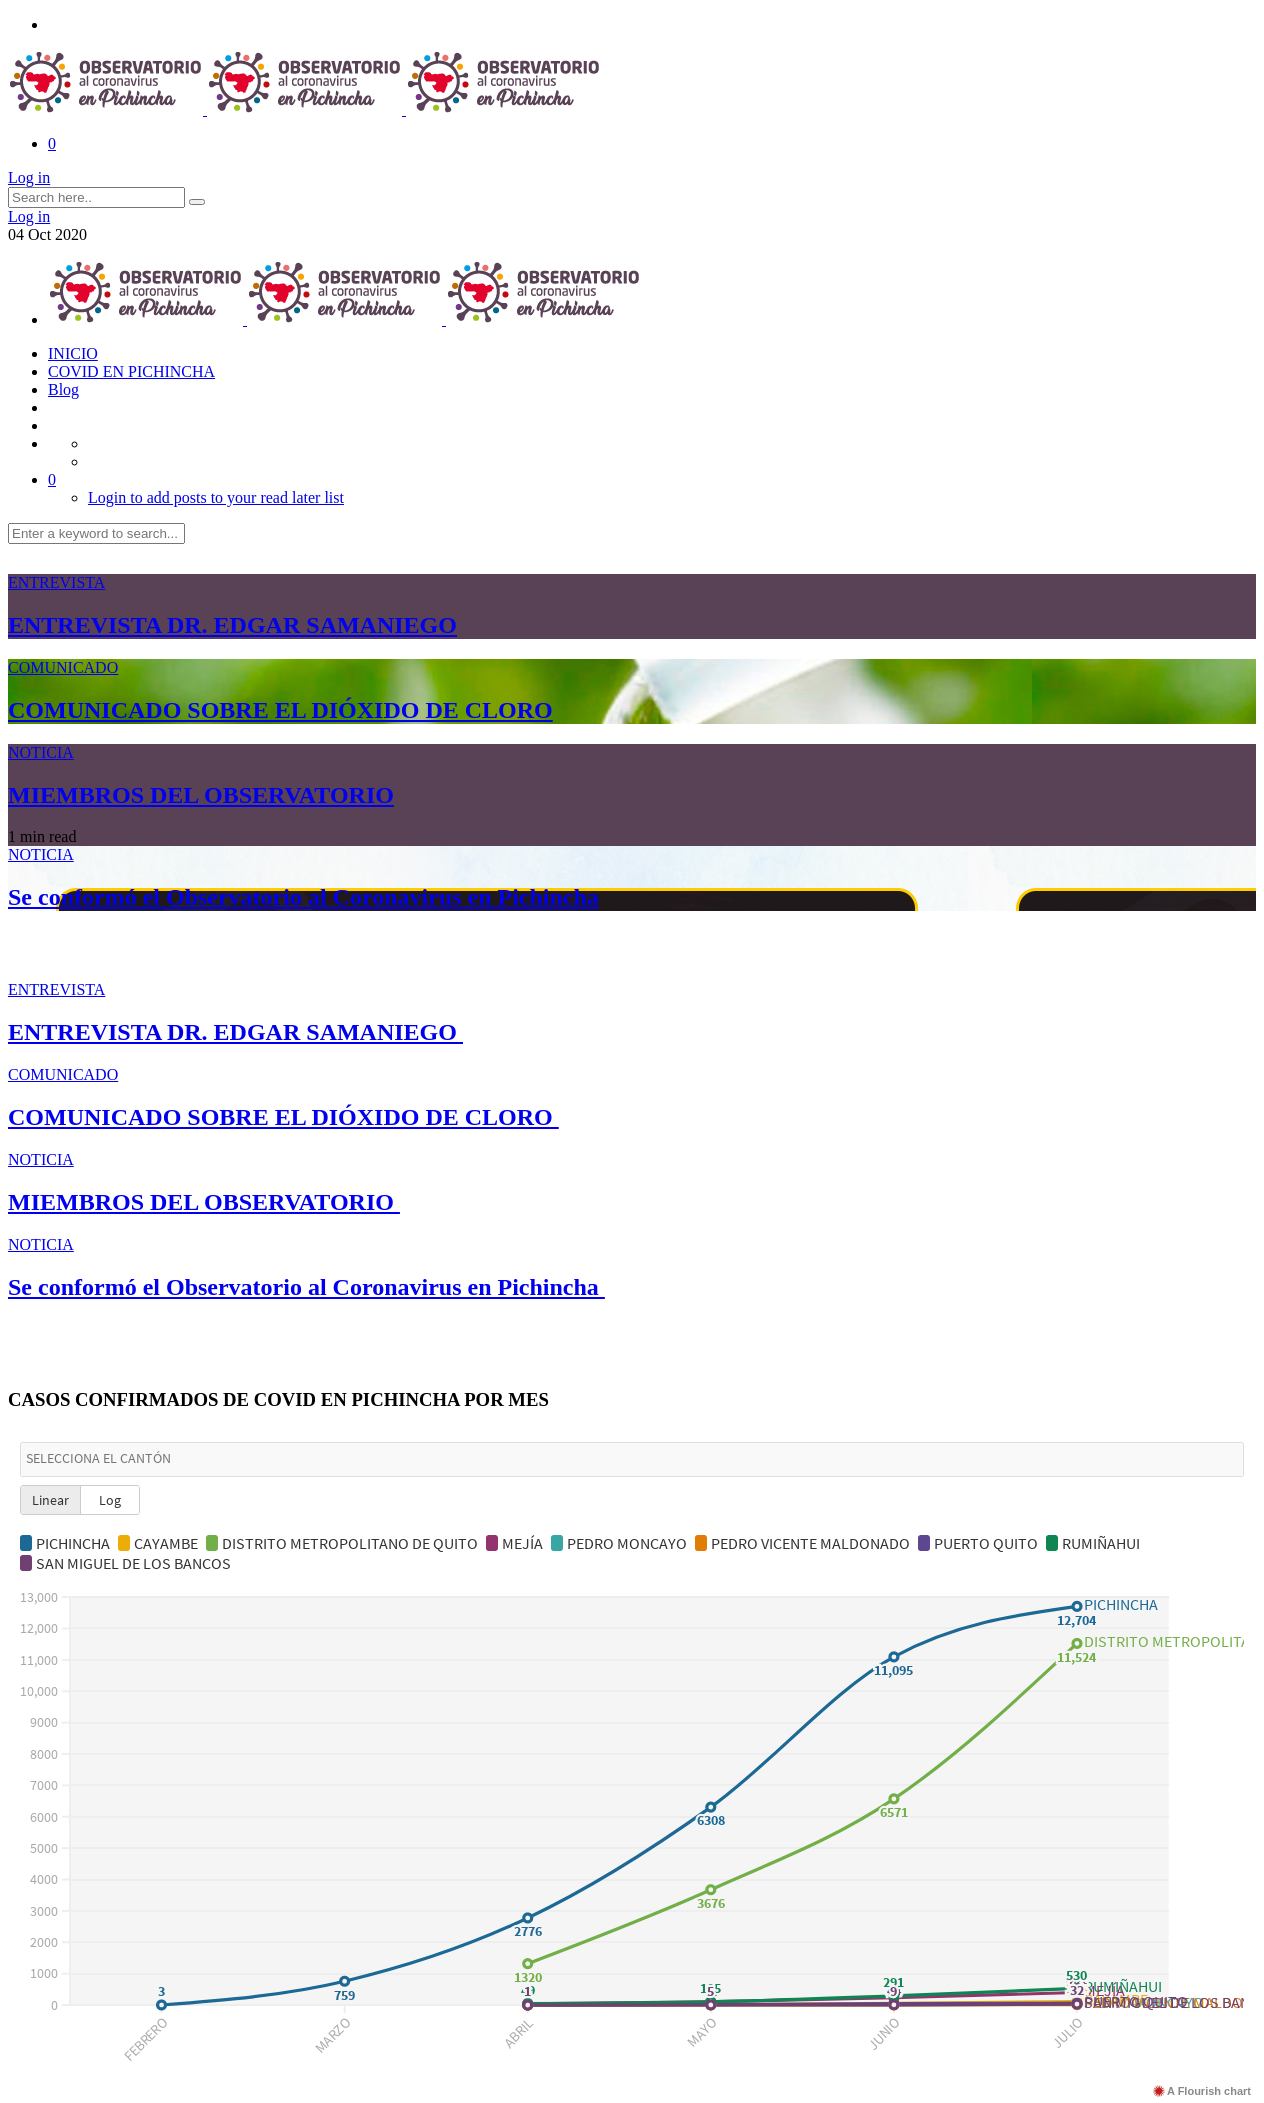 OBSERVATORIO al coronavirus en Pichincha OBSERVATORIO al coronavirus en Pichincha OBSERVATORIO al coronavirus en Pichincha
0
Log in
Search here..
Log in
04 Oct 2020
OBSERVATORIO al coronavirus en Pichincha OBSERVATORIO al coronavirus en Pichincha OBSERVATORIO al coronavirus en Pichincha
INICIO
COVID EN PICHINCHA
Blog
0
Login to add posts to your read later list
Enter a keyword to search...
ENTREVISTA
ENTREVISTA DR. EDGAR SAMANIEGO
COMUNICADO
COMUNICADO SOBRE EL DIÓXIDO DE CLORO
NOTICIA
MIEMBROS DEL OBSERVATORIO
1 min read
NOTICIA
Se conformó el Observatorio al Coronavirus en Pichincha
ENTREVISTA
ENTREVISTA DR. EDGAR SAMANIEGO
COMUNICADO
COMUNICADO SOBRE EL DIÓXIDO DE CLORO
NOTICIA
MIEMBROS DEL OBSERVATORIO
NOTICIA
Se conformó el Observatorio al Coronavirus en Pichincha
CASOS CONFIRMADOS DE COVID EN PICHINCHA POR MES
SELECCIONA EL CANTÓN
Linear Log
PICHINCHA CAYAMBE DISTRITO METROPOLITANO DE QUITO MEJÍA PEDRO MONCAYO PEDRO VICENTE MALDONADO PUERTO QUITO RUMIÑAHUI
SAN MIGUEL DE LOS BANCOS
13,000
PICHINCHA
12,704
12,000
DISTRITO METROPOLITA
11,524
11,000
11,095
10,000
9000
8000
7000
6000
6308
6571
5000
4000
3676
3000
2776
2000
1320
1000
3
759
0
1
5
291
9
530
32
RUMIÑAHUI
MEJÍA
FEBRERO MARZO ABRIL MAYO JUNIO JULIO
A Flourish chart